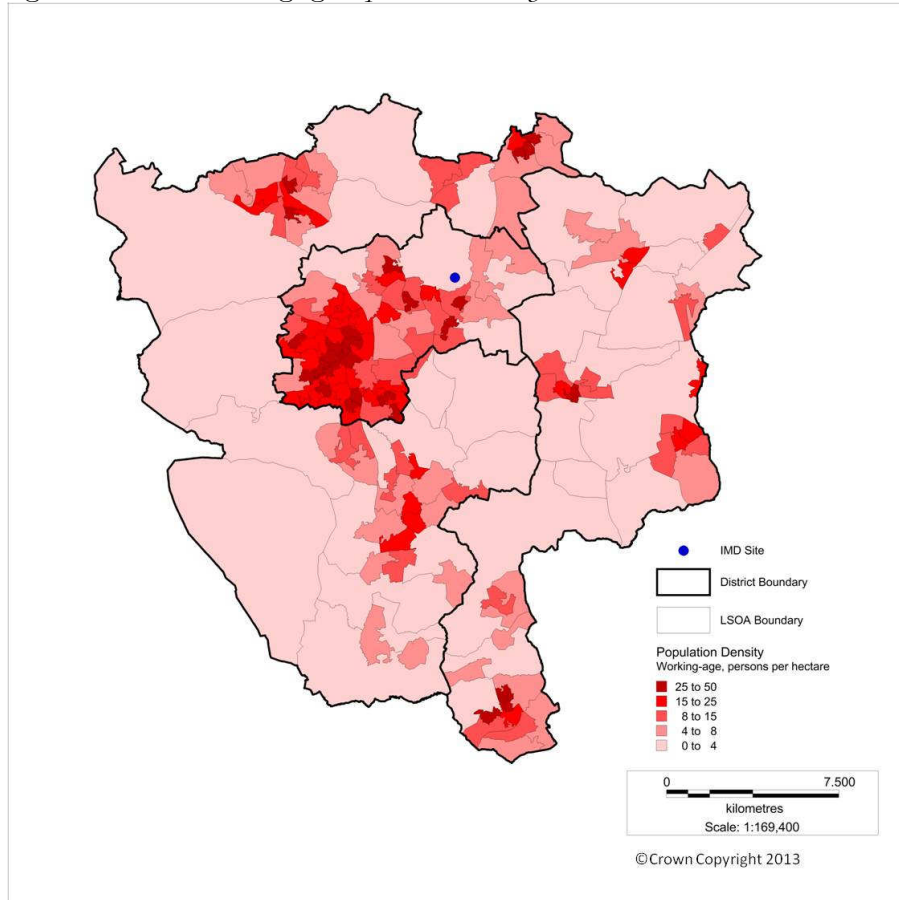 IMD Site
District Boundary
LSOA Boundary
Population Density
Working-age, persons per hectare
25 to 50
15 to 25
8 to 15
4 to 8
0 to 4
0 7.500
kilometres
Scale: 1:169,400
©Crown Copyright 2013